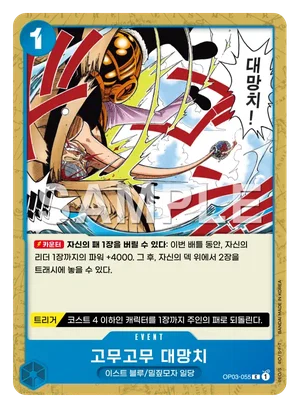 1
대망치!
SAMPLE
카운터 자신의 패 1장을 버릴 수 있다: 이번 배틀 동안, 자신의
리더 1장까지의 파워 +4000. 그 후, 자신의 덱 위에서 2장을
트래시에 놓을 수 있다.
트리거 코스트 4 이하인 캐릭터를 1장까지 주인의 패로 되돌린다.
EVENT
고무고무 대망치
이스트 블루/밀짚모자 일당
OP03-055 C 1